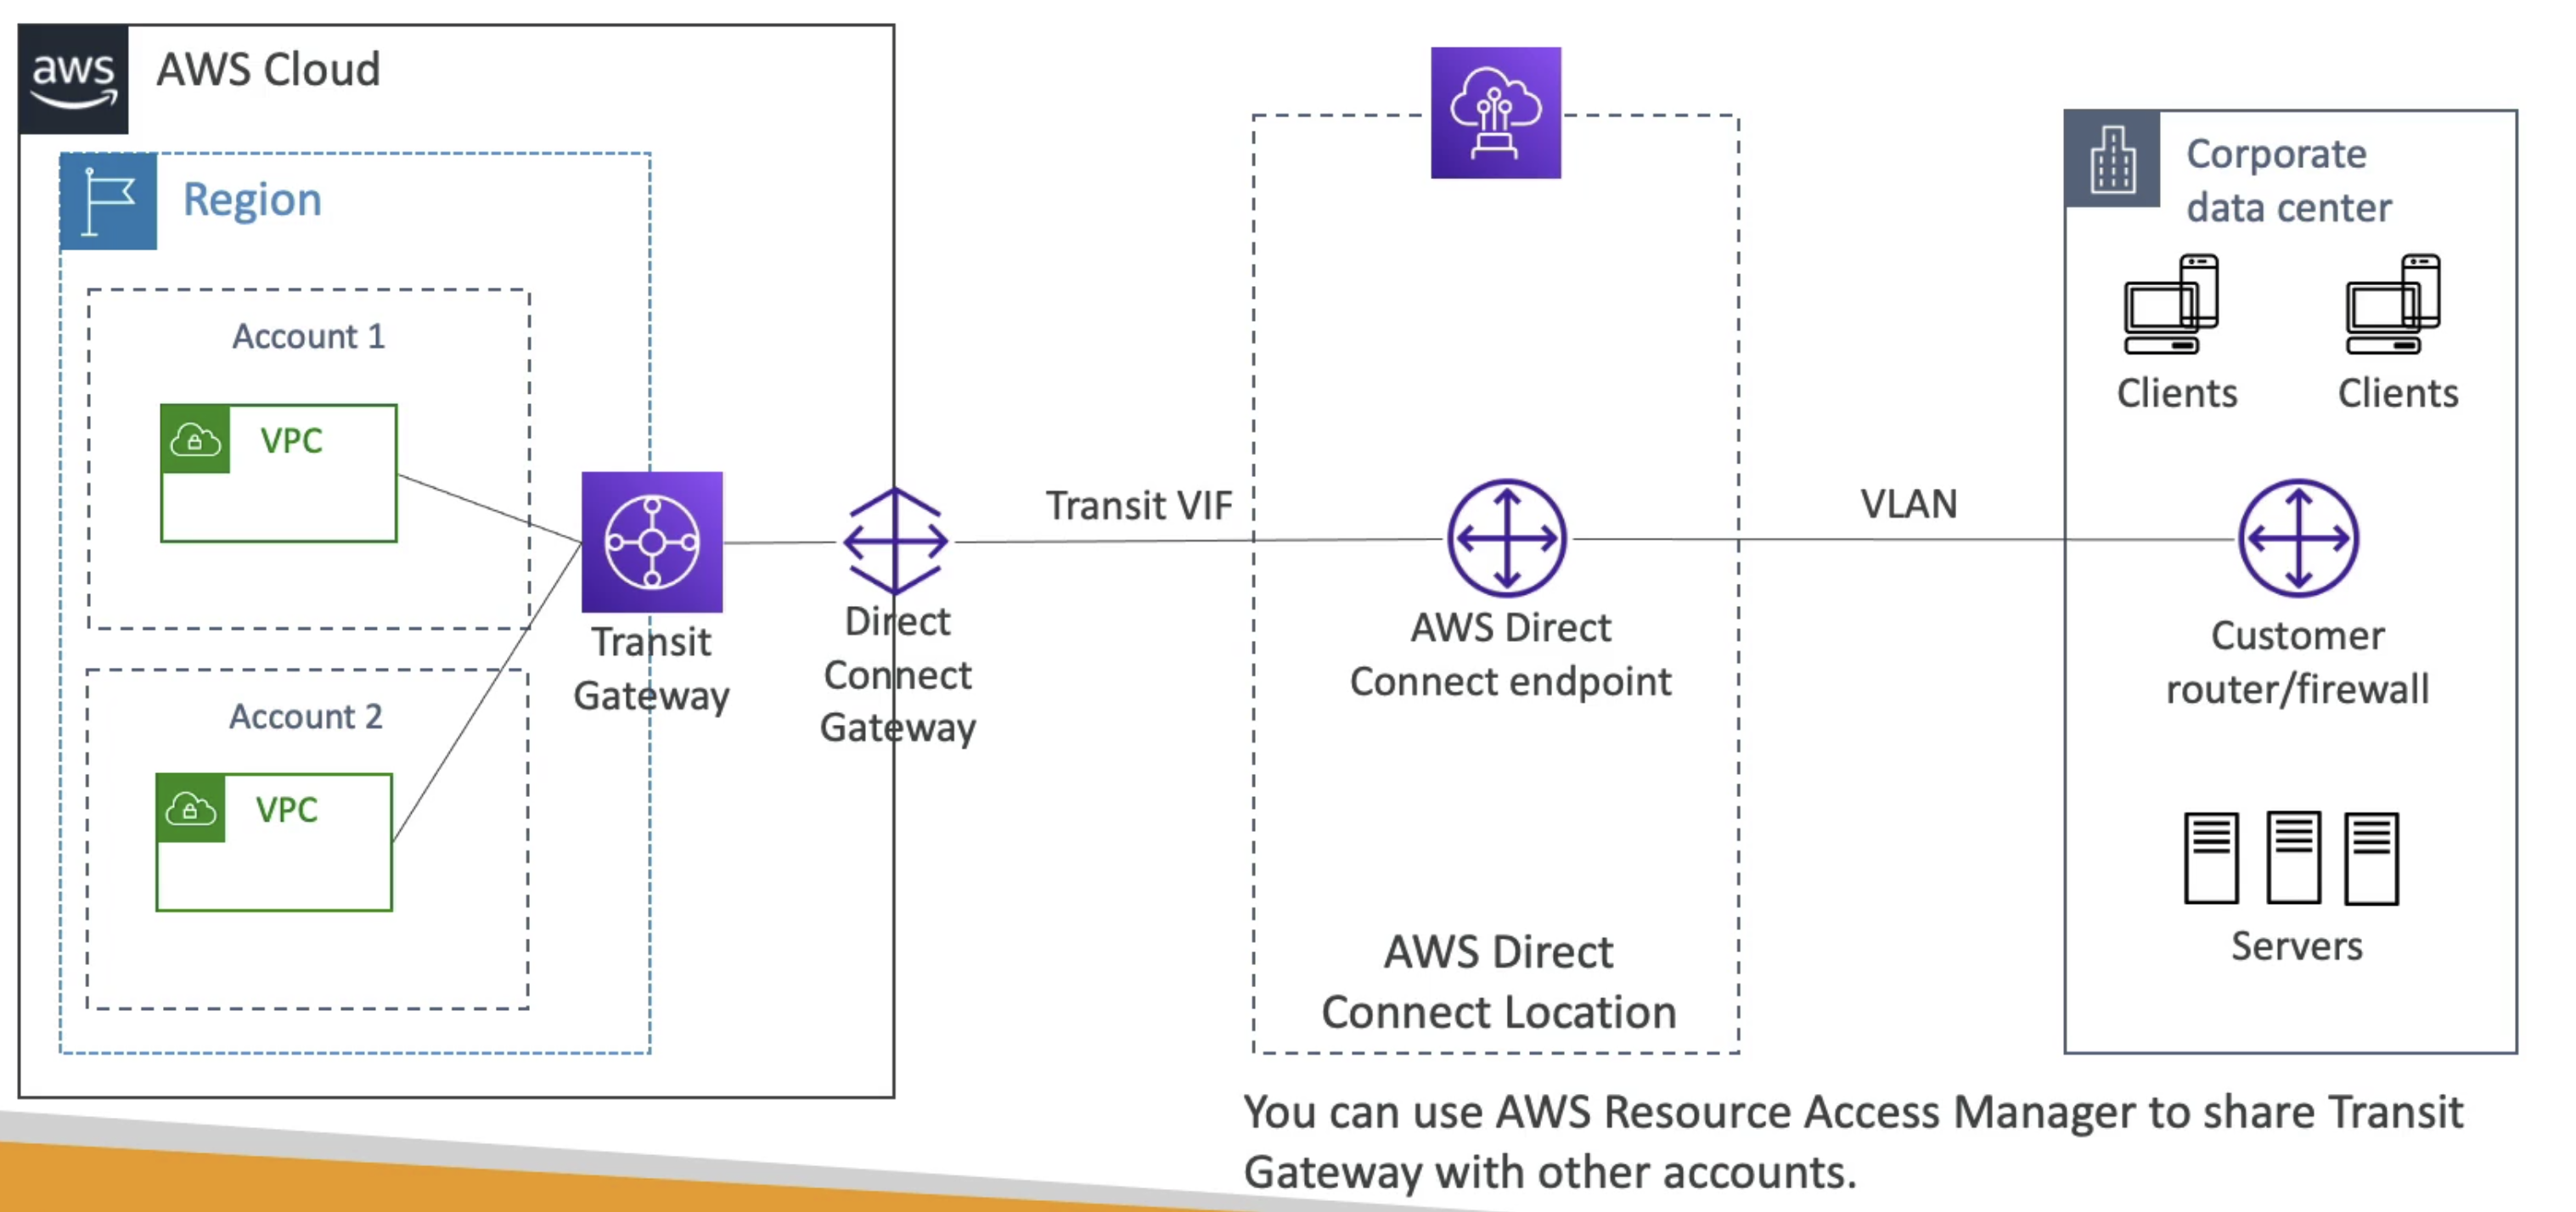 aws
AWS Cloud
Region
Account 1
VPC
Account 2
VPC
Transit
Gateway
Direct
Connect
Gateway
Transit VIF
AWS Direct
Connect endpoint
AWS Direct
Connect Location
VLAN
Corporate
data center
Clients
Clients
Customer
router/firewall
Servers
You can use AWS Resource Access Manager to share Transit
Gateway with other accounts.